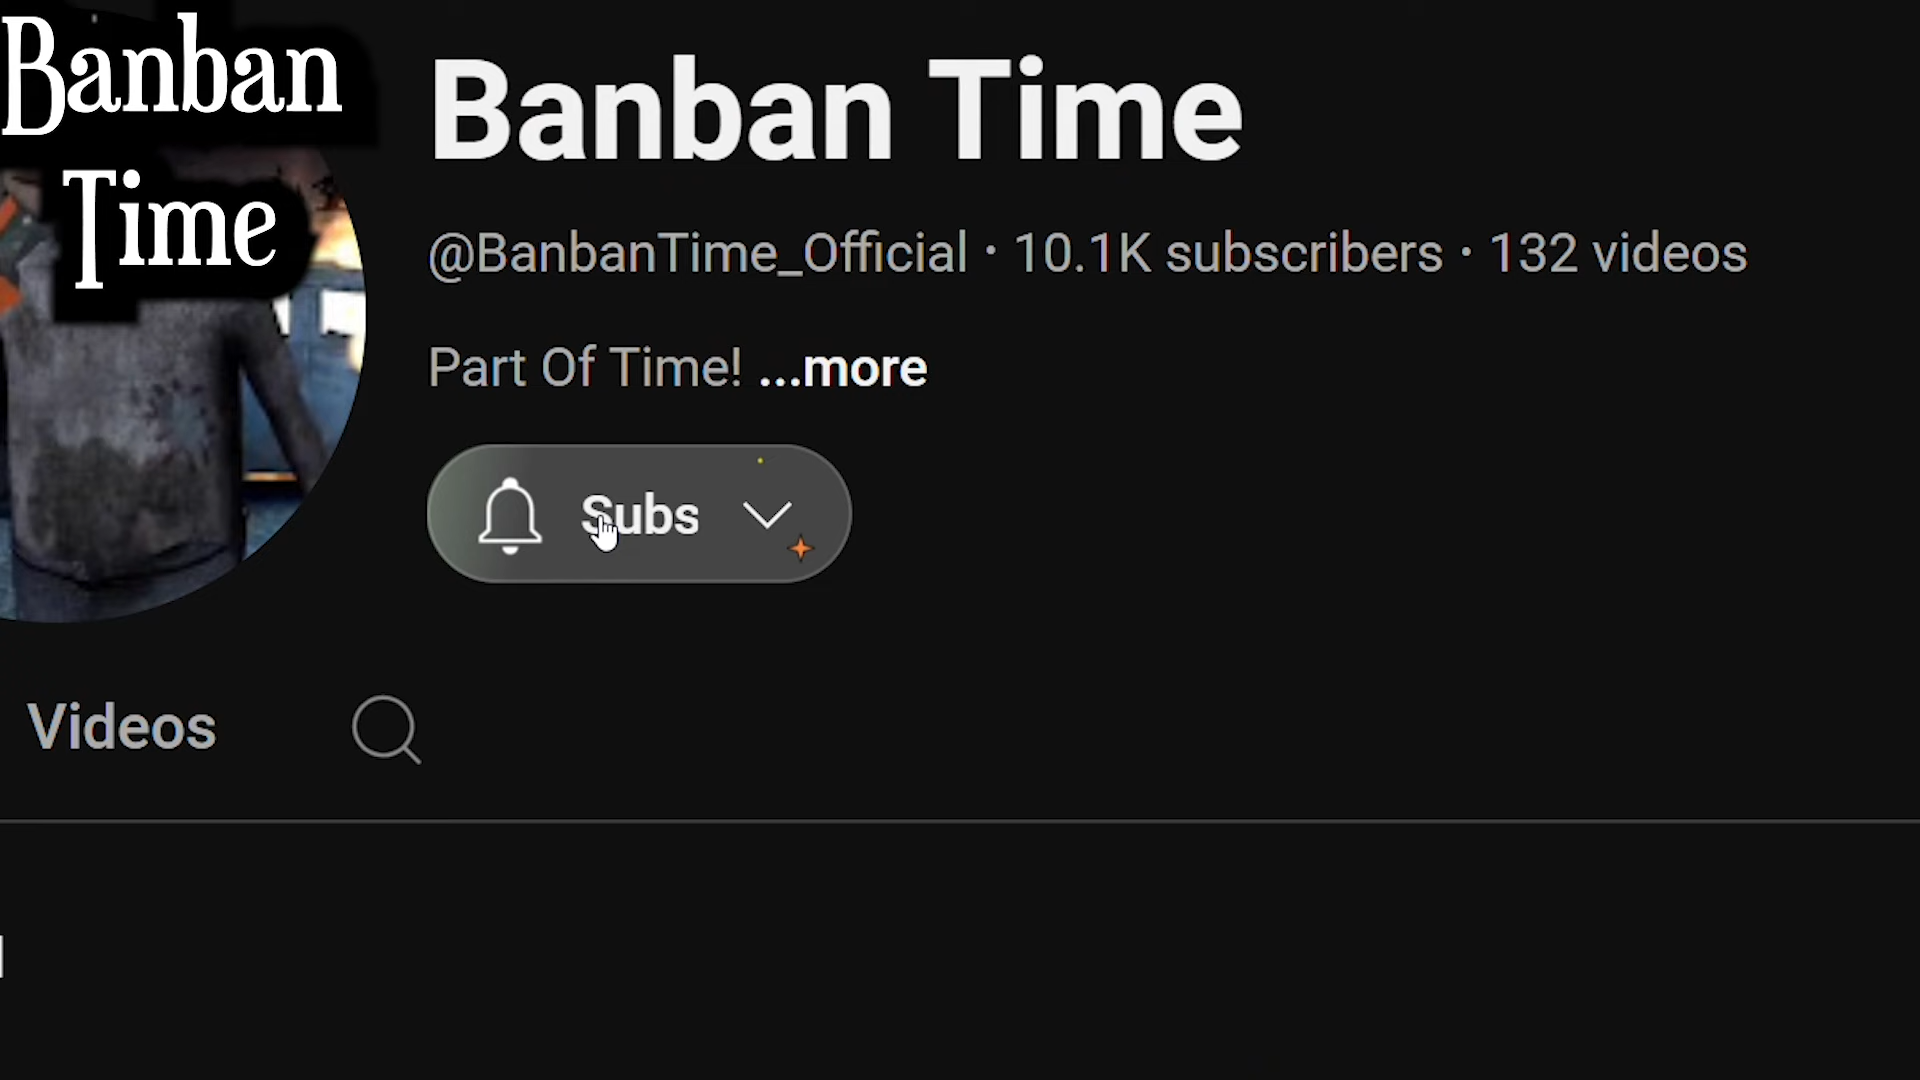 Banban
Time
Banban Time
@BanbanTime_Official · 10.1K subscribers · 132 videos
Part Of Time! ...more
Subs
Videos